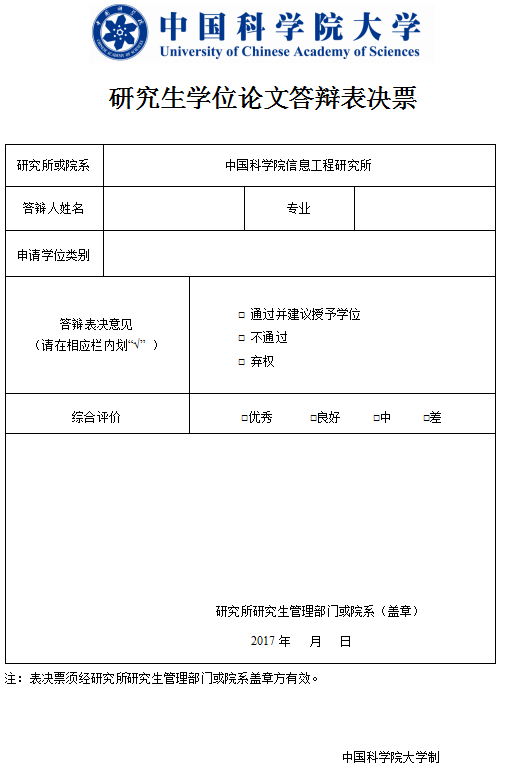 中国科学院大学
University of Chinese Academy of Sciences
研究生学位论文答辩表决票
研究所或院系 中国科学院信息工程研究所
答辩人姓名 专业
申请学位类别
答辩表决意见
（请在相应栏内划“√” ）
□ 通过并建议授予学位
□ 不通过
□ 弃权
综合评价 □优秀 □良好 □中 □差
研究所研究生管理部门或院系（盖章）
2017 年 月 日
注：表决票须经研究所研究生管理部门或院系盖章方有效。
中国科学院大学制